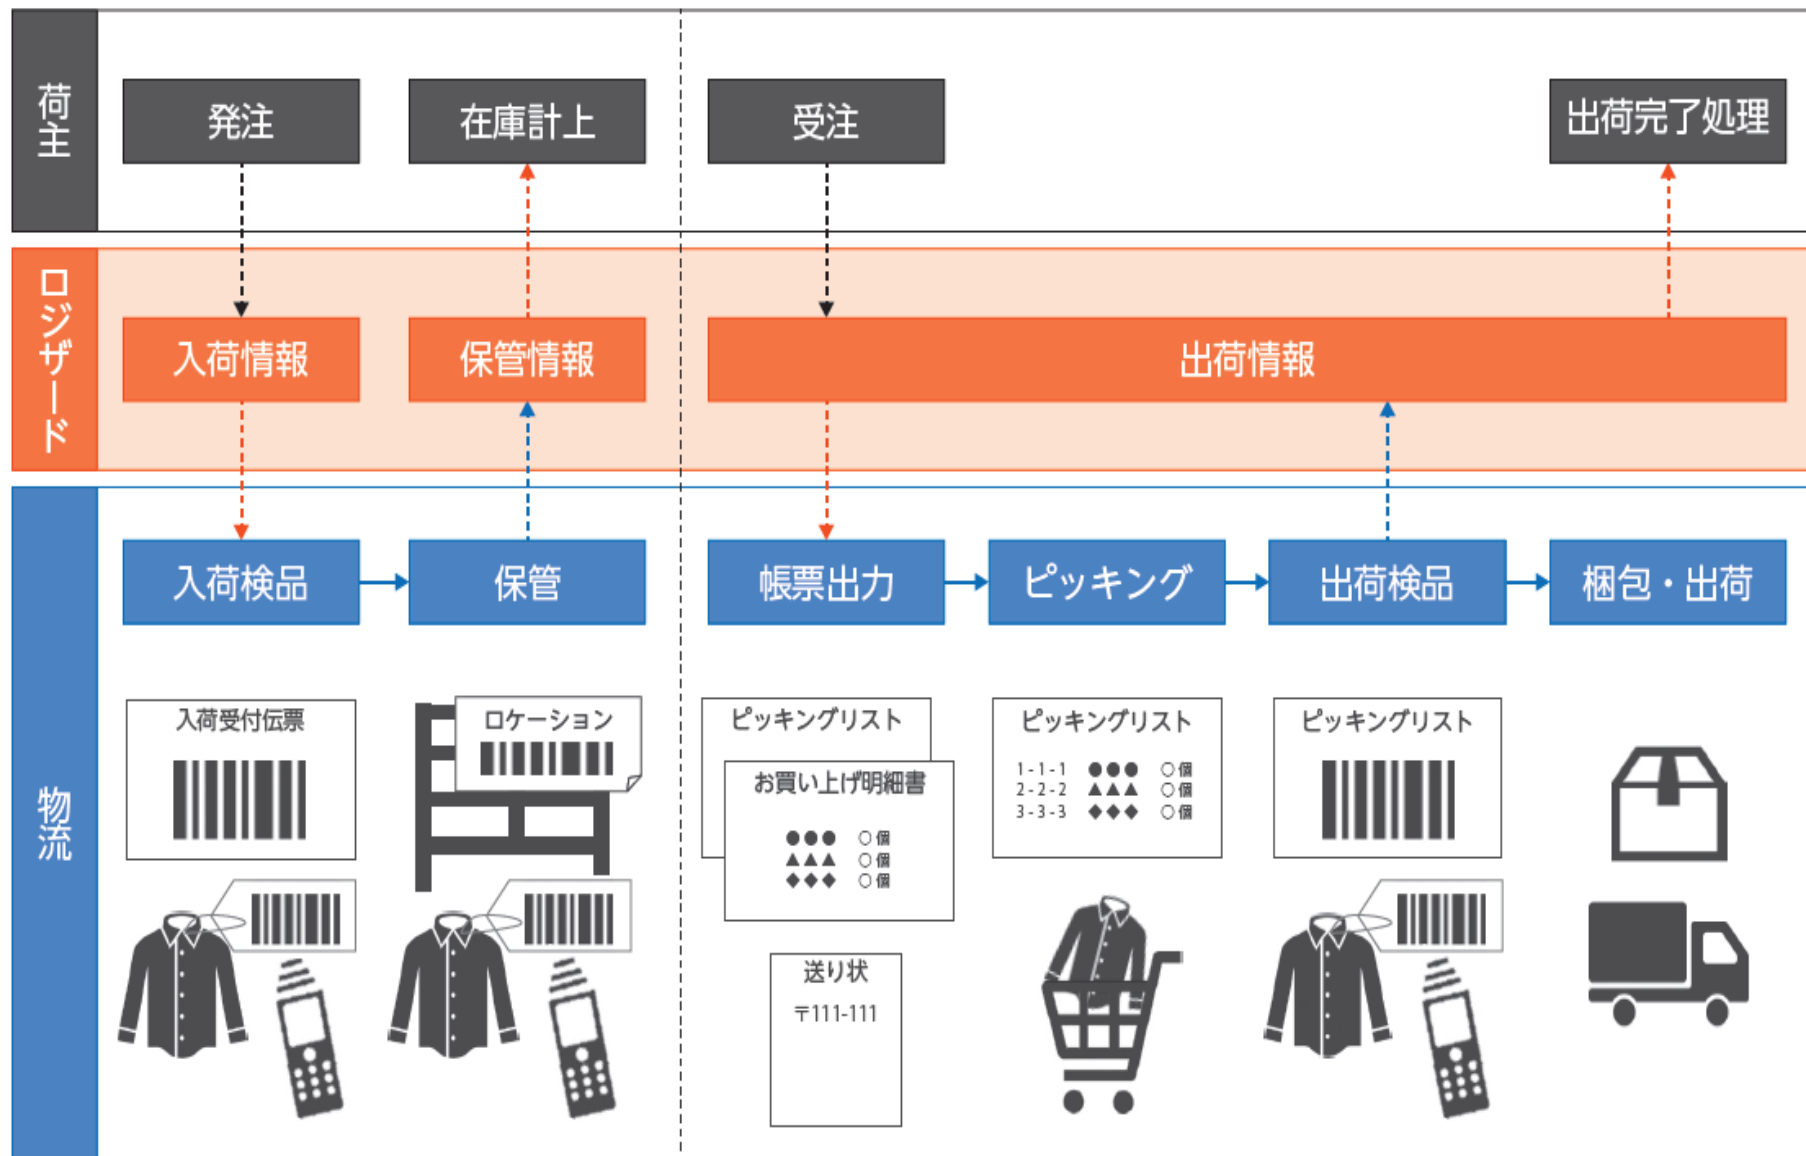 荷主
発注
在庫計上
受注
出荷完了処理
ロジザード
入荷情報
保管情報
出荷情報
物流
入荷検品
保管
帳票出力
ピッキング
出荷検品
梱包・出荷
入荷受付伝票
ロケーション
ピッキングリスト
お買い上げ明細書
●●● ○個
▲▲▲ ○個
◆◆◆ ○個
送り状
〒111-111
ピッキングリスト
1-1-1 ●●● ○個
2-2-2 ▲▲▲ ○個
3-3-3 ◆◆◆ ○個
ピッキングリスト